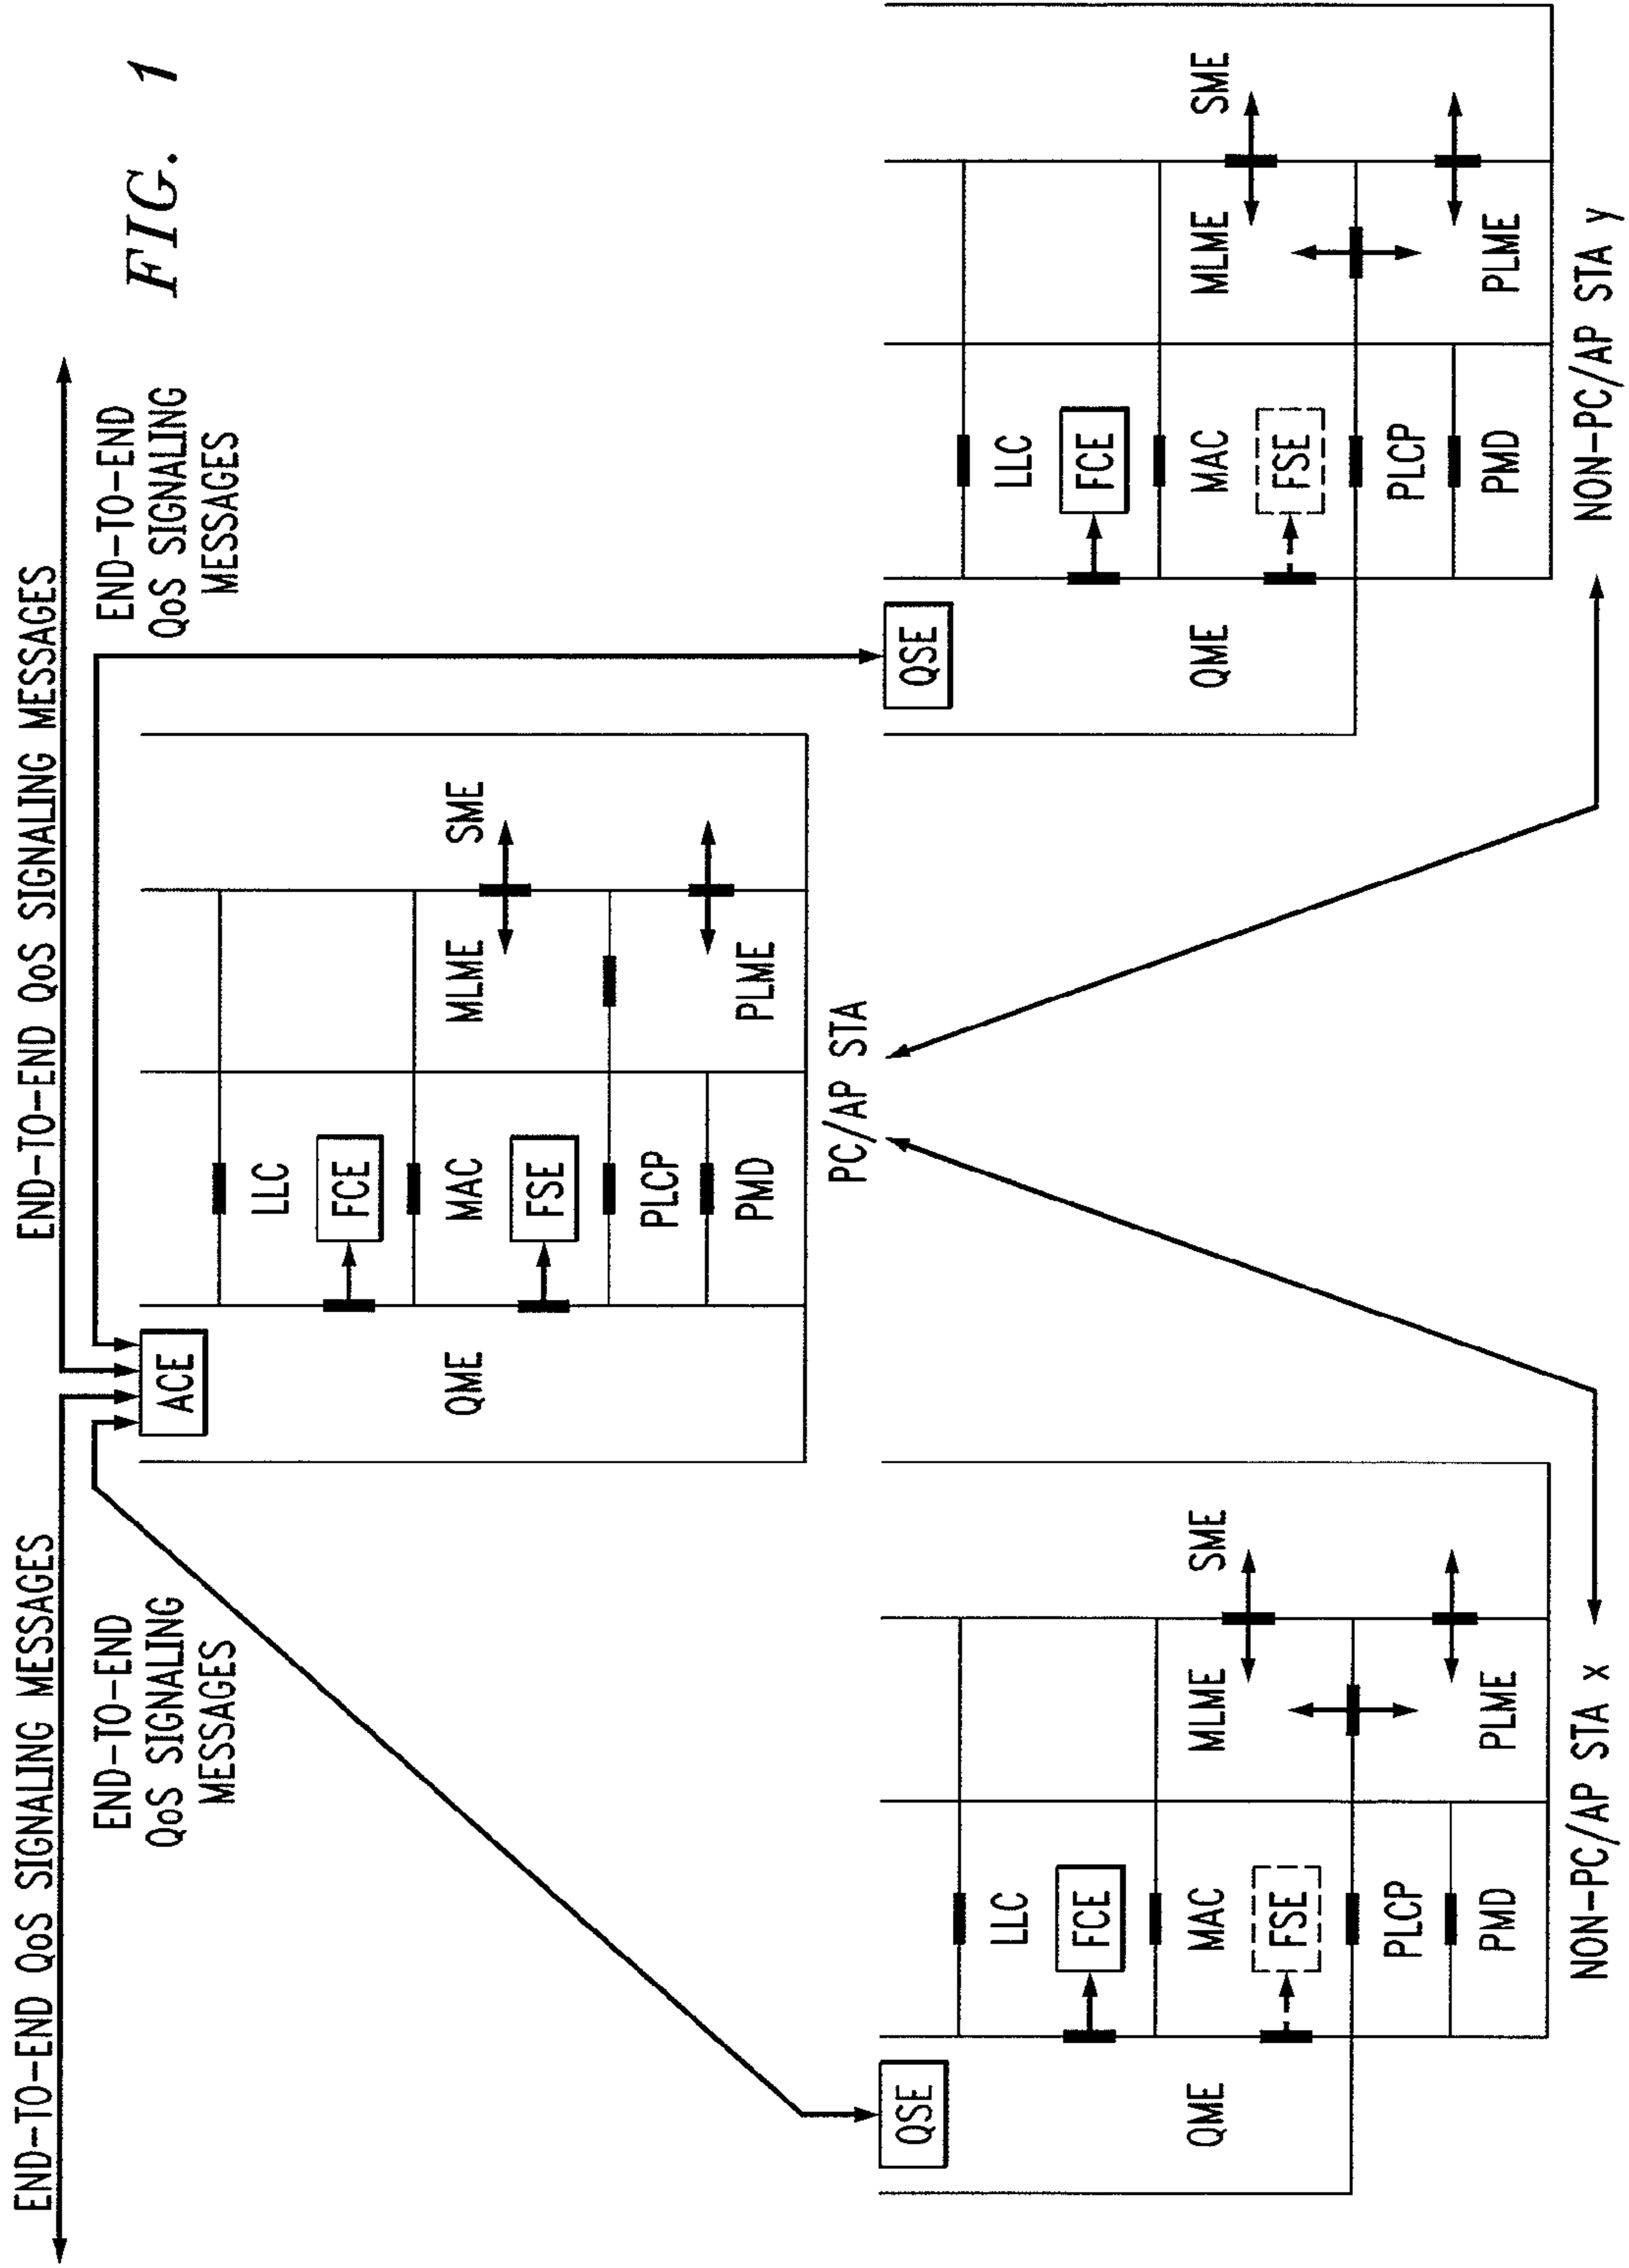 FIG. 1
END-TO-END QoS SIGNALING MESSAGES
END-TO-END QoS SIGNALING MESSAGES
END-TO-END
QoS SIGNALING
MESSAGES
END-TO-END
QoS SIGNALING
MESSAGES
ACE
QME
LLC
FCE
MAC
FSE
PLCP
PMD
MLME
PLME
SME
PC/AP STA
QSE
QME
LLC
FCE
MAC
FSE
PLCP
PMD
MLME
PLME
SME
NON-PC/AP STA x
QSE
QME
LLC
FCE
MAC
FSE
PLCP
PMD
MLME
PLME
SME
NON-PC/AP STA y